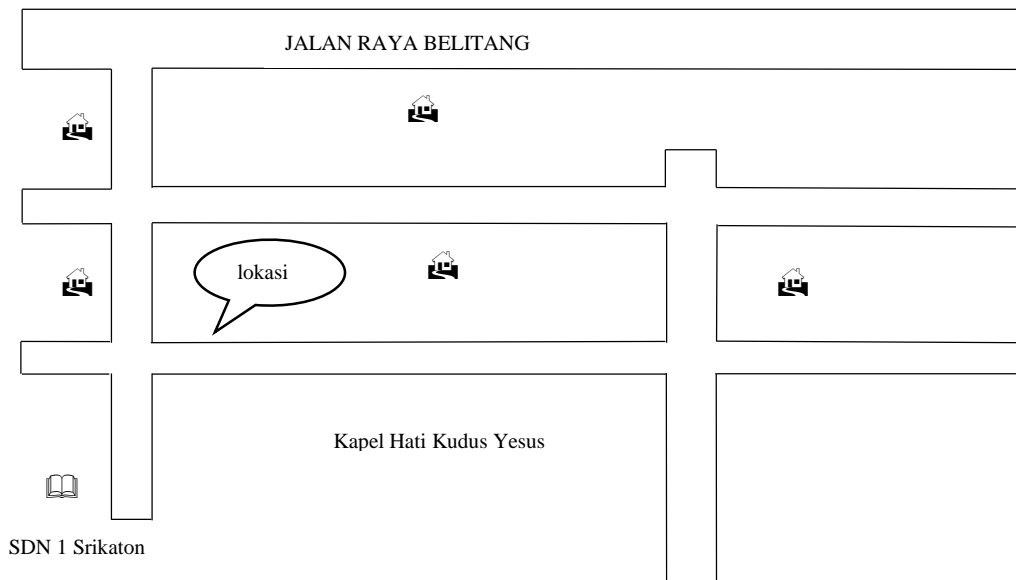 JALAN RAYA BELITANG
lokasi
Kapel Hati Kudus Yesus
SDN 1 Srikaton